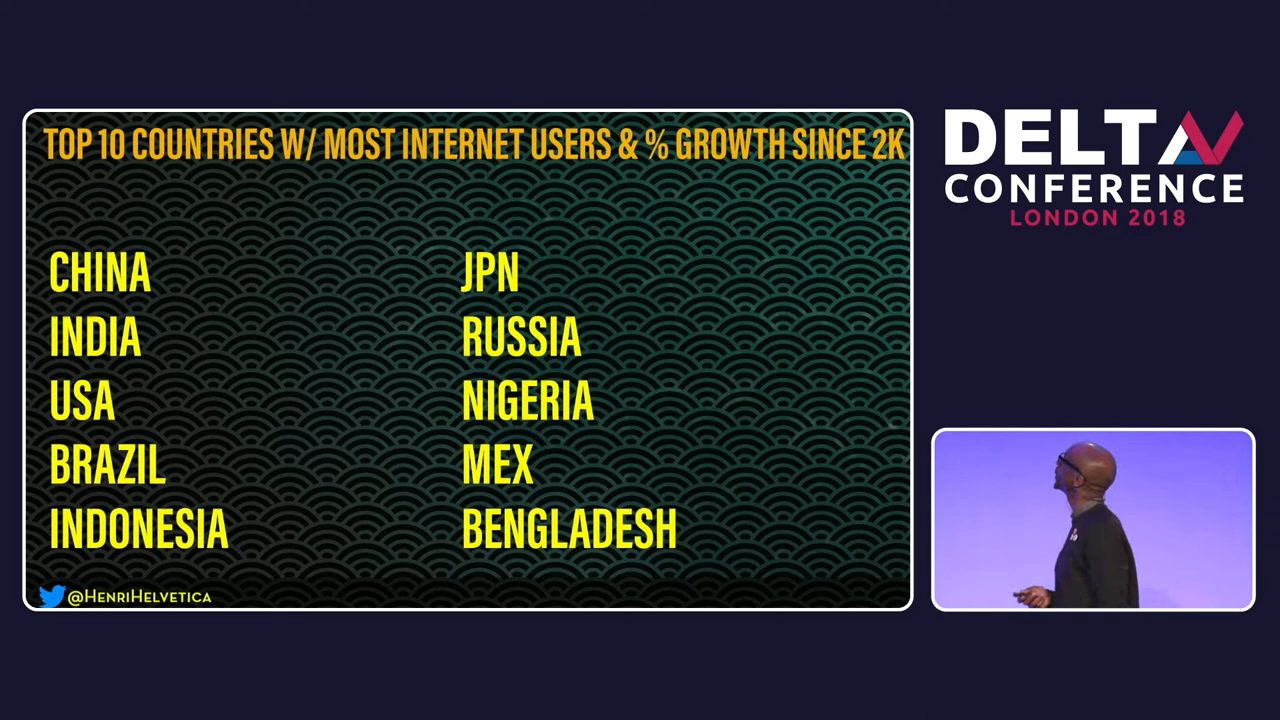 TOP 10 COUNTRIES W/ MOST INTERNET USERS & % GROWTH SINCE 2K
CHINA
INDIA
USA
BRAZIL
INDONESIA
JPN
RUSSIA
NIGERIA
MEX
BENGLADESH
@HENRIHELVETICA
DELTA V
CONFERENCE
LONDON 2018